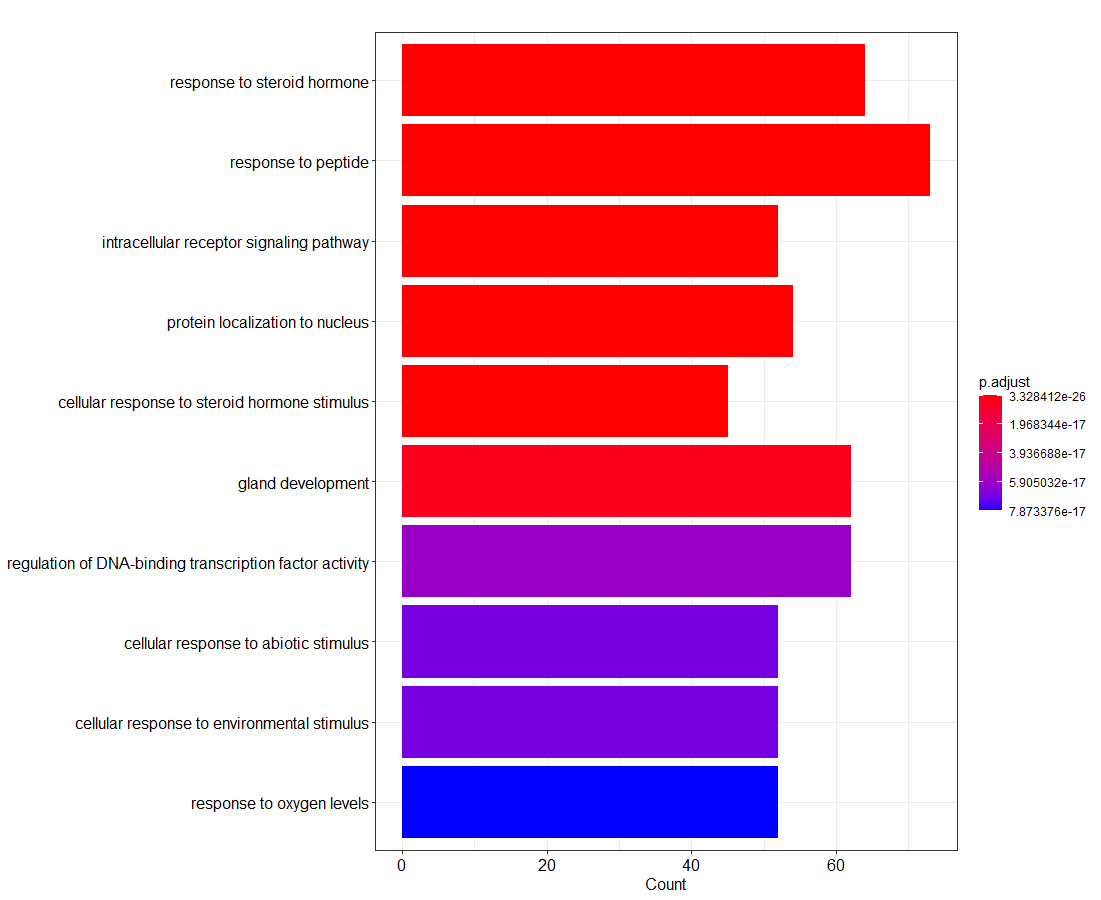 response to steroid hormone
response to peptide
intracellular receptor signaling pathway
protein localization to nucleus
cellular response to steroid hormone stimulus
gland development
regulation of DNA-binding transcription factor activity
cellular response to abiotic stimulus
cellular response to environmental stimulus
response to oxygen levels
0 20 40 60
Count
p.adjust
3.328412e-26
1.968344e-17
3.936688e-17
5.905032e-17
7.873376e-17